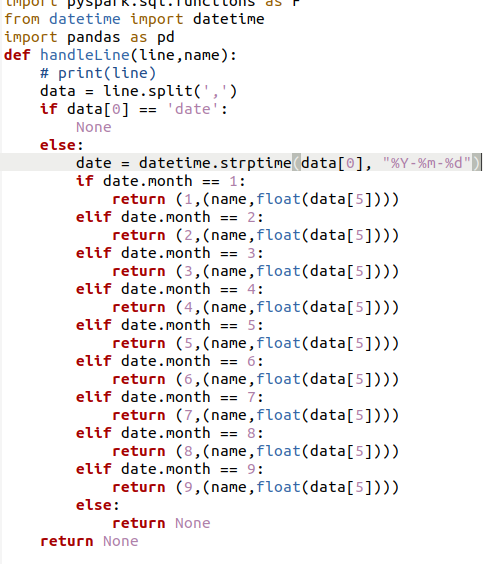 import pyspark.sql.functions as F
from datetime import datetime
import pandas as pd
def handleLine(line,name):
    # print(line)
    data = line.split(',')
    if data[0] == 'date':
        None
    else:
        date = datetime.strptime(data[0], "%Y-%m-%d")
        if date.month == 1:
            return (1,(name,float(data[5])))
        elif date.month == 2:
            return (2,(name,float(data[5])))
        elif date.month == 3:
            return (3,(name,float(data[5])))
        elif date.month == 4:
            return (4,(name,float(data[5])))
        elif date.month == 5:
            return (5,(name,float(data[5])))
        elif date.month == 6:
            return (6,(name,float(data[5])))
        elif date.month == 7:
            return (7,(name,float(data[5])))
        elif date.month == 8:
            return (8,(name,float(data[5])))
        elif date.month == 9:
            return (9,(name,float(data[5])))
        else:
            return None
    return None